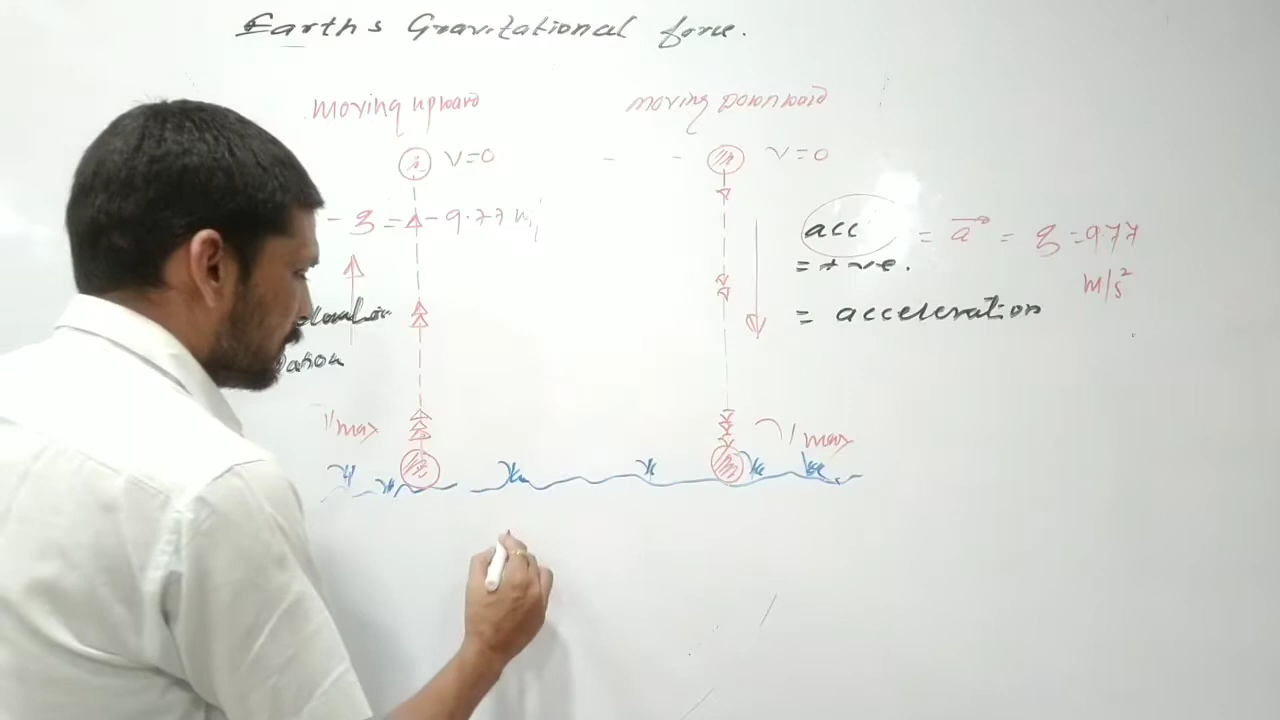 Earth's Gravitational force.
moving upward
moving Downward
V=0
V=0
- g = - 9.77 m/
acc = a = g = 9.77
m/s²
= +ve.
= acceleration
Vmax
Vmax